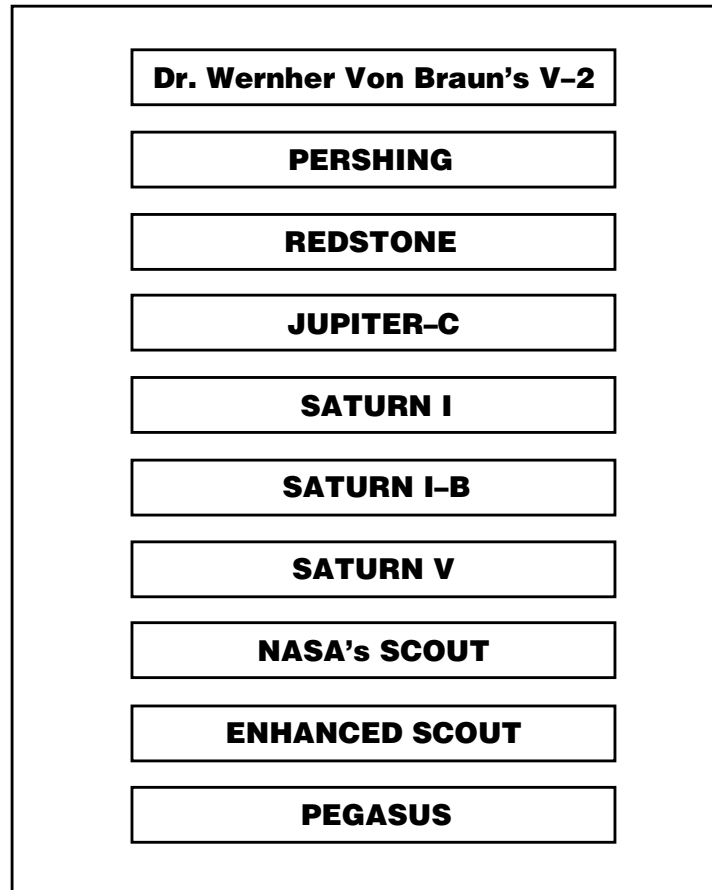 Dr. Wernher Von Braun's V–2
PERSHING
REDSTONE
JUPITER–C
SATURN I
SATURN I–B
SATURN V
NASA's SCOUT
ENHANCED SCOUT
PEGASUS